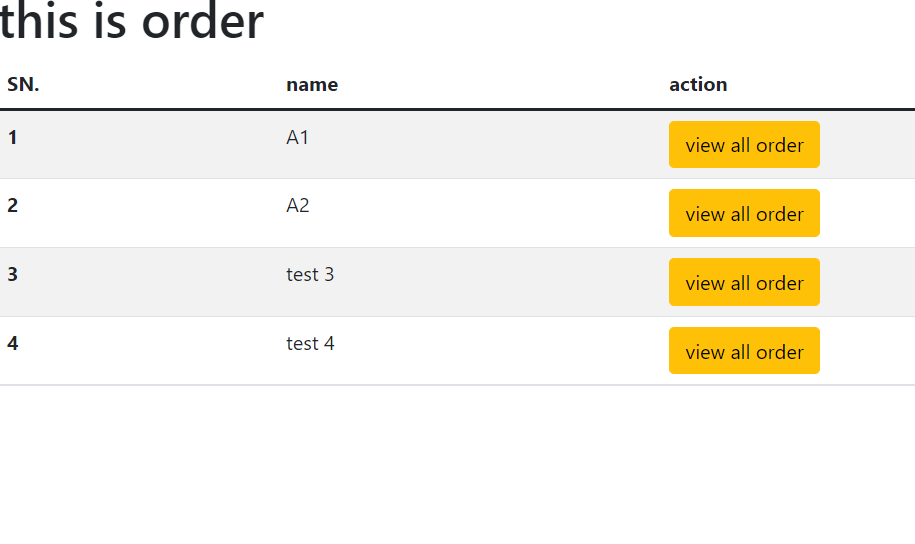 this is order
SN. name action
1 A1 view all order
2 A2 view all order
3 test 3 view all order
4 test 4 view all order